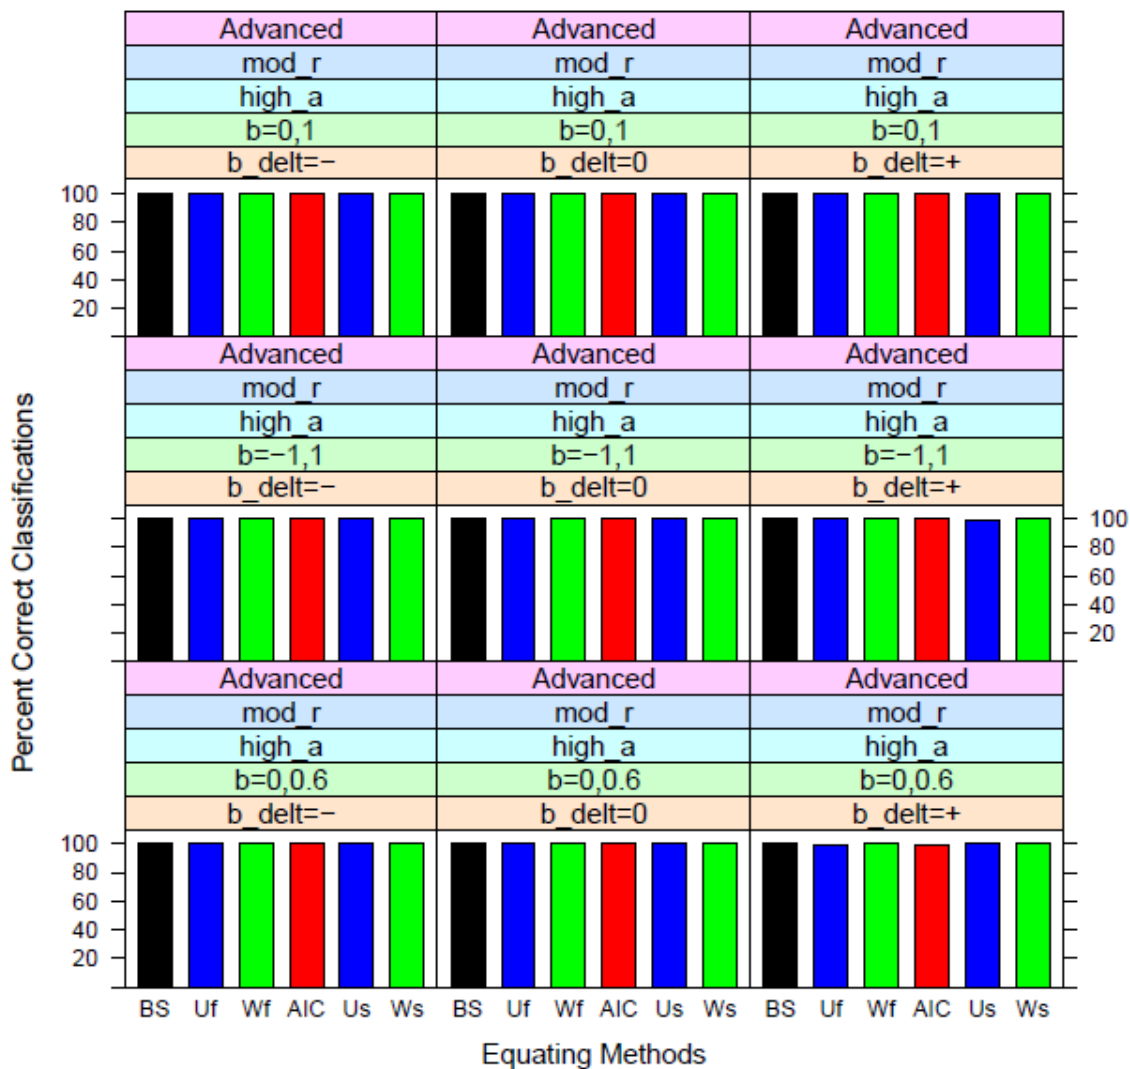 Advanced Advanced Advanced
mod_r mod_r mod_r
high_a high_a high_a
b=0,1 b=0,1 b=0,1
b_delt=− b_delt=0 b_delt=+
100
80
60
40
20
Advanced Advanced Advanced
mod_r mod_r mod_r
high_a high_a high_a
b=−1,1 b=−1,1 b=−1,1
b_delt=− b_delt=0 b_delt=+
100
80
60
40
20
Percent Correct Classifications
Advanced Advanced Advanced
mod_r mod_r mod_r
high_a high_a high_a
b=0,0.6 b=0,0.6 b=0,0.6
b_delt=− b_delt=0 b_delt=+
100
80
60
40
20
BS Uf Wf AIC Us Ws BS Uf Wf AIC Us Ws BS Uf Wf AIC Us Ws
Equating Methods